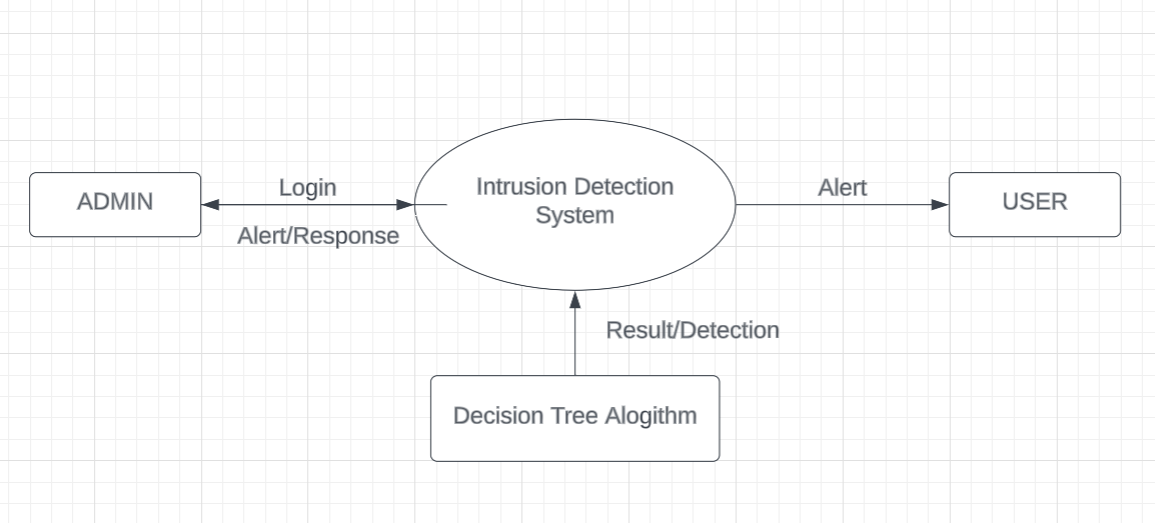 ADMIN
Login
Alert/Response
Intrusion Detection
System
Alert
USER
Result/Detection
Decision Tree Alogithm